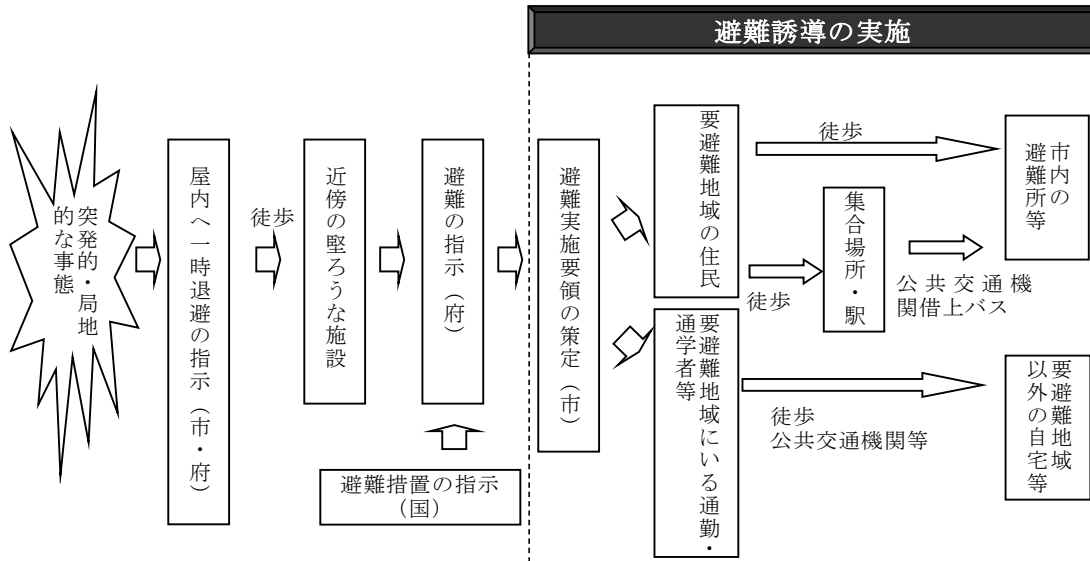 避難誘導の実施
突発的・局地
的な事態
屋内へ一時退避の指示（市・府）
徒歩
近傍の堅ろうな施設
避難の指示（府）
避難措置の指示
（国）
避難実施要領の策定（市）
要避難地域の住民
要避難地域にいる通勤・
通学者等
徒歩
徒歩
集合場所・駅
公共交通機
関借上バス
徒歩
公共交通機関等
市内の
避難所等
要避難地域
以外の自宅等